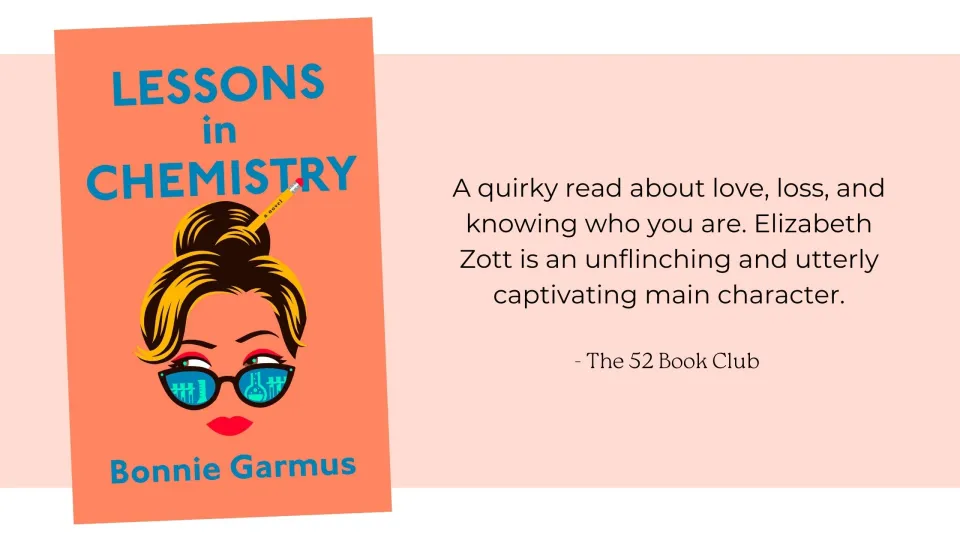 LESSONS
in
CHEMISTRY
a novel
Bonnie Garmus
A quirky read about love, loss, and
knowing who you are. Elizabeth
Zott is an unflinching and utterly
captivating main character.
- The 52 Book Club